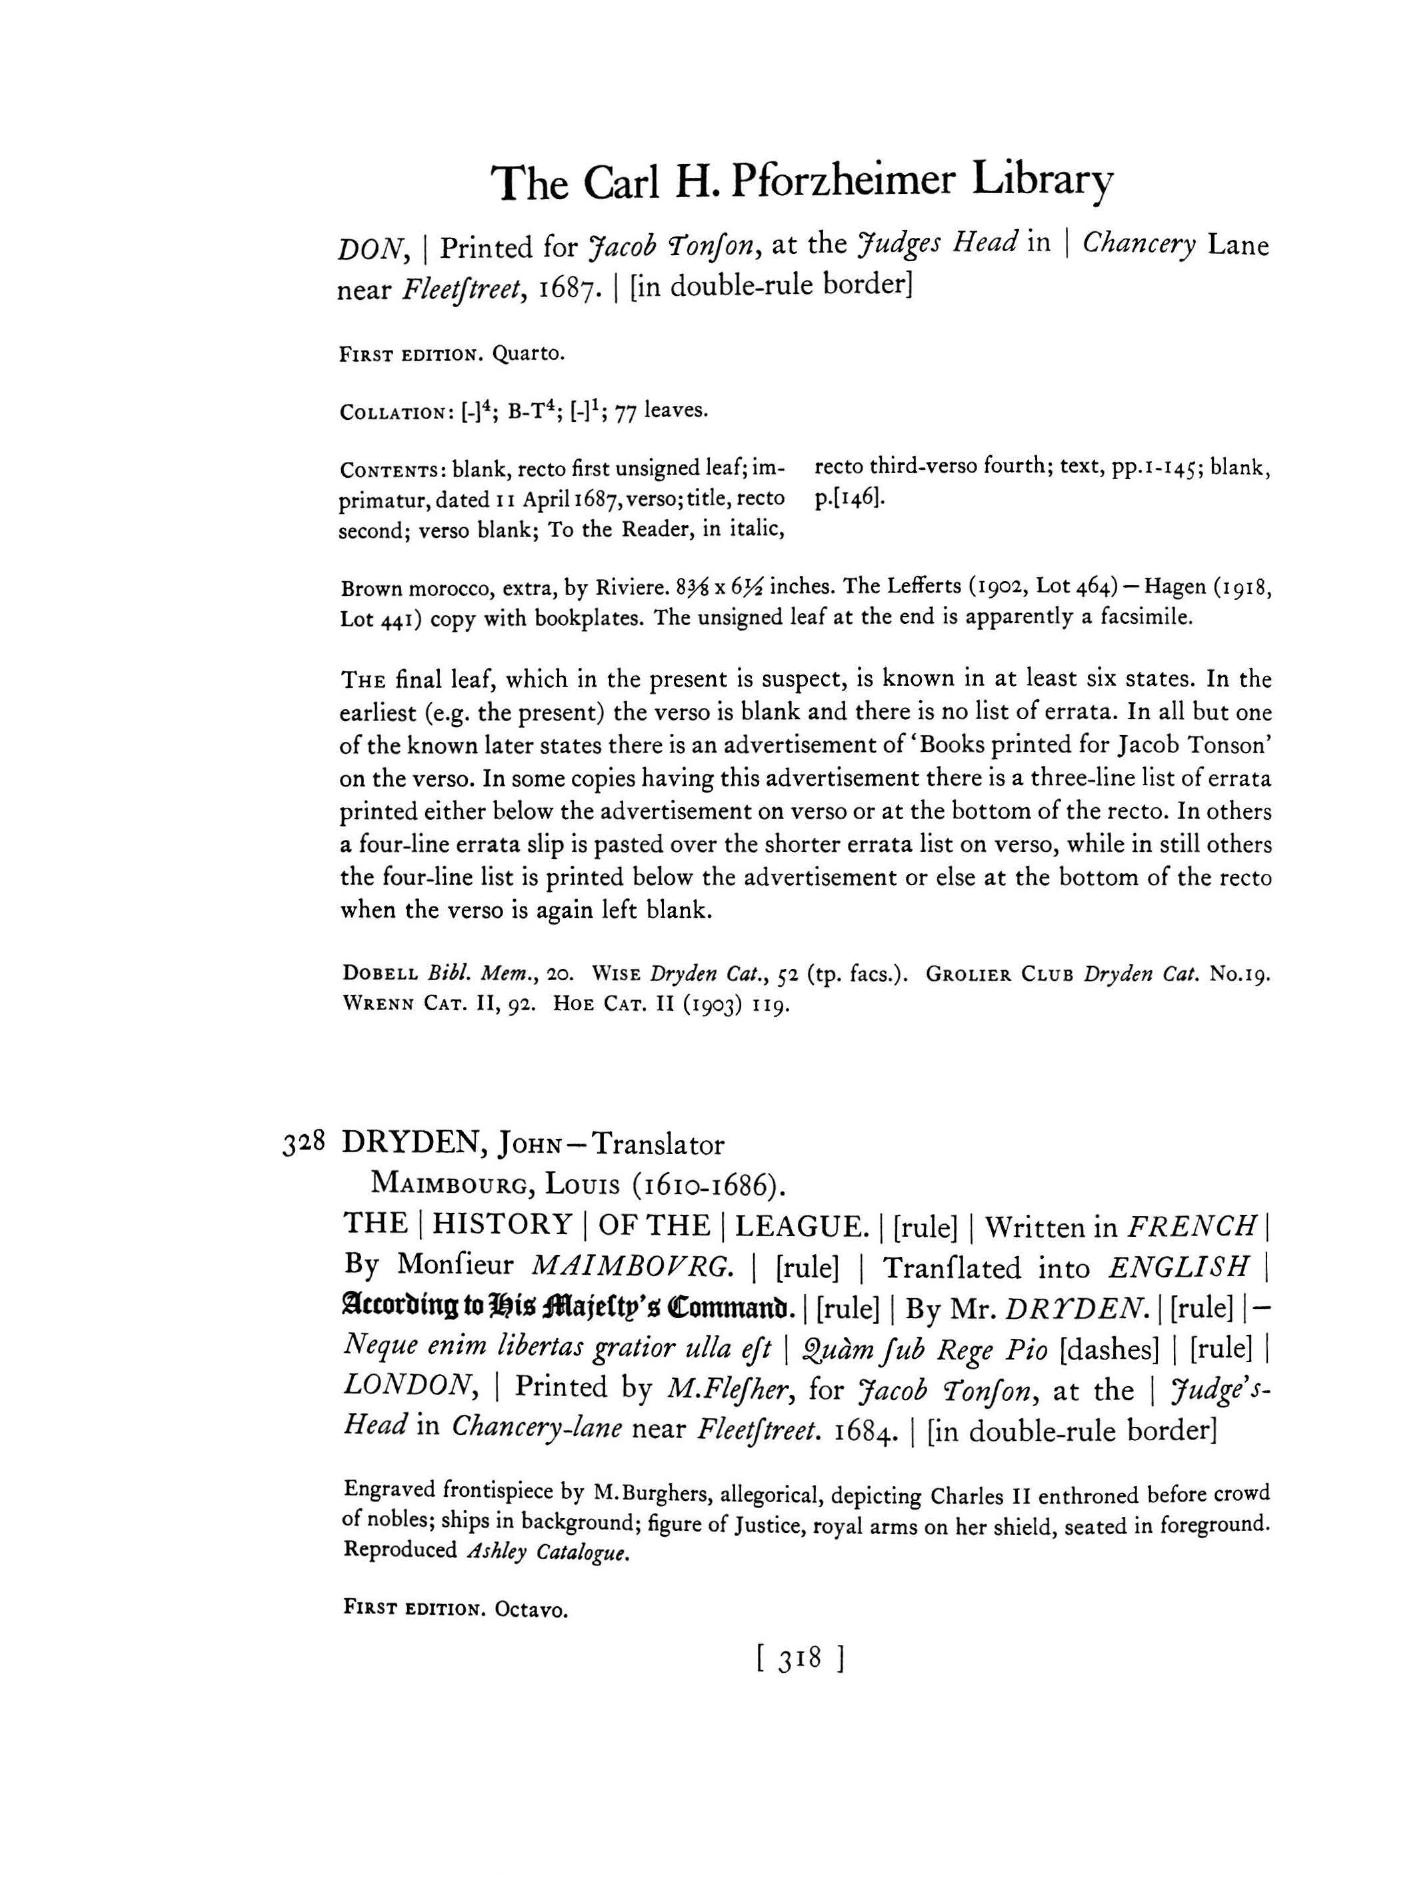 The Carl H. Pforzheimer Library
DON, | Printed for Jacob Tonſon, at the Judges Head in | Chancery Lane
near Fleetſtreet, 1687. | [in double-rule border]
First edition. Quarto.
Collation: [-]⁴; B-T⁴; [-]¹; 77 leaves.
Contents: blank, recto first unsigned leaf; im-
primatur, dated 11 April 1687, verso; title, recto
second; verso blank; To the Reader, in italic,
recto third-verso fourth; text, pp.1-145; blank,
p.[146].
Brown morocco, extra, by Riviere. 8⅜ x 6½ inches. The Lefferts (1902, Lot 464) — Hagen (1918,
Lot 441) copy with bookplates. The unsigned leaf at the end is apparently a facsimile.
The final leaf, which in the present is suspect, is known in at least six states. In the
earliest (e.g. the present) the verso is blank and there is no list of errata. In all but one
of the known later states there is an advertisement of ‘Books printed for Jacob Tonson’
on the verso. In some copies having this advertisement there is a three-line list of errata
printed either below the advertisement on verso or at the bottom of the recto. In others
a four-line errata slip is pasted over the shorter errata list on verso, while in still others
the four-line list is printed below the advertisement or else at the bottom of the recto
when the verso is again left blank.
Dobell Bibl. Mem., 20. Wise Dryden Cat., 52 (tp. facs.). Grolier Club Dryden Cat. No.19.
Wrenn Cat. II, 92. Hoe Cat. II (1903) 119.
328 DRYDEN, John — Translator
Maimbourg, Louis (1610-1686).
THE | HISTORY | OF THE | LEAGUE. | [rule] | Written in FRENCH |
By Monſieur MAIMBOVRG. | [rule] | Tranſlated into ENGLISH |
According to His Majeſty’s Command. | [rule] | By Mr. DRYDEN. | [rule] | —
Neque enim libertas gratior ulla eſt | Quàm ſub Rege Pio [dashes] | [rule] |
LONDON, | Printed by M.Fleſher, for Jacob Tonſon, at the | Judge’s-
Head in Chancery-lane near Fleetſtreet. 1684. | [in double-rule border]
Engraved frontispiece by M.Burghers, allegorical, depicting Charles II enthroned before crowd
of nobles; ships in background; figure of Justice, royal arms on her shield, seated in foreground.
Reproduced Ashley Catalogue.
First edition. Octavo.
[ 318 ]